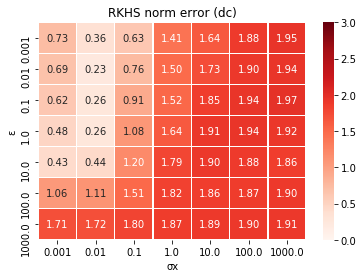 RKHS norm error (dc)
0.001 0.73 0.36 0.63 1.41 1.64 1.88 1.95
0.01 0.69 0.23 0.76 1.50 1.73 1.90 1.94
0.1 0.62 0.26 0.91 1.52 1.85 1.94 1.97
1.0 0.48 0.26 1.08 1.64 1.91 1.94 1.92
10.0 0.43 0.44 1.20 1.79 1.90 1.88 1.86
100.0 1.06 1.11 1.51 1.82 1.86 1.87 1.90
1000.0 1.71 1.72 1.80 1.87 1.89 1.90 1.91
0.001 0.01 0.1 1.0 10.0 100.0 1000.0
ε
σx
3.0
2.5
2.0
1.5
1.0
0.5
0.0